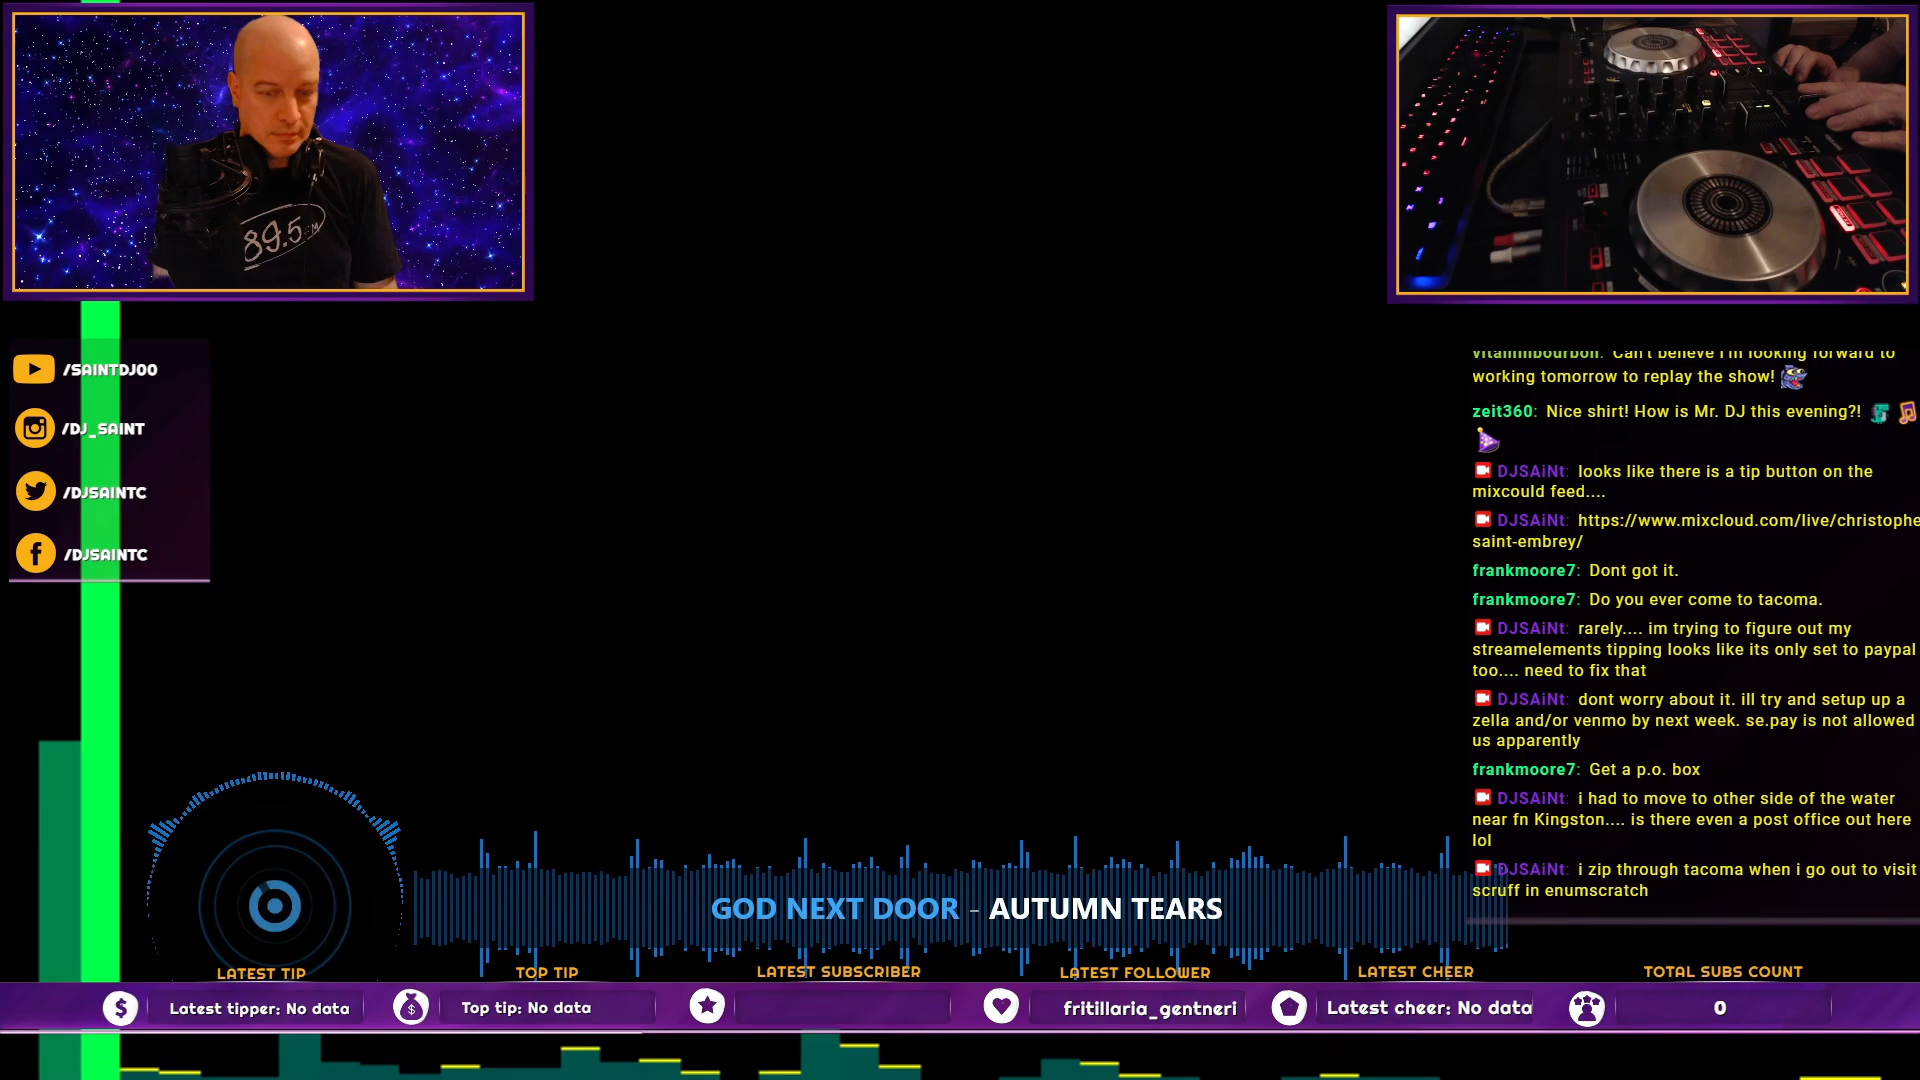 89.5 FM
/SAINTDJ00
/DJ_SAINT
/DJSAINTC
/DJSAINTC
vitaminbourbon: Can't believe I'm looking forward to
working tomorrow to replay the show!
zeit360: Nice shirt! How is Mr. DJ this evening?!
DJSAiNt: looks like there is a tip button on the
mixcould feed....
DJSAiNt: https://www.mixcloud.com/live/christophe
saint-embrey/
frankmoore7: Dont got it.
frankmoore7: Do you ever come to tacoma.
DJSAiNt: rarely.... im trying to figure out my
streamelements tipping looks like its only set to paypal
too.... need to fix that
DJSAiNt: dont worry about it. ill try and setup up a
zella and/or venmo by next week. se.pay is not allowed
us apparently
frankmoore7: Get a p.o. box
DJSAiNt: i had to move to other side of the water
near fn Kingston.... is there even a post office out here
lol
DJSAiNt: i zip through tacoma when i go out to visit
scruff in enumscratch
GOD NEXT DOOR - AUTUMN TEARS
LATEST TIP
Latest tipper: No data
TOP TIP
Top tip: No data
LATEST SUBSCRIBER
LATEST FOLLOWER
fritillaria_gentneri
LATEST CHEER
Latest cheer: No data
TOTAL SUBS COUNT
0